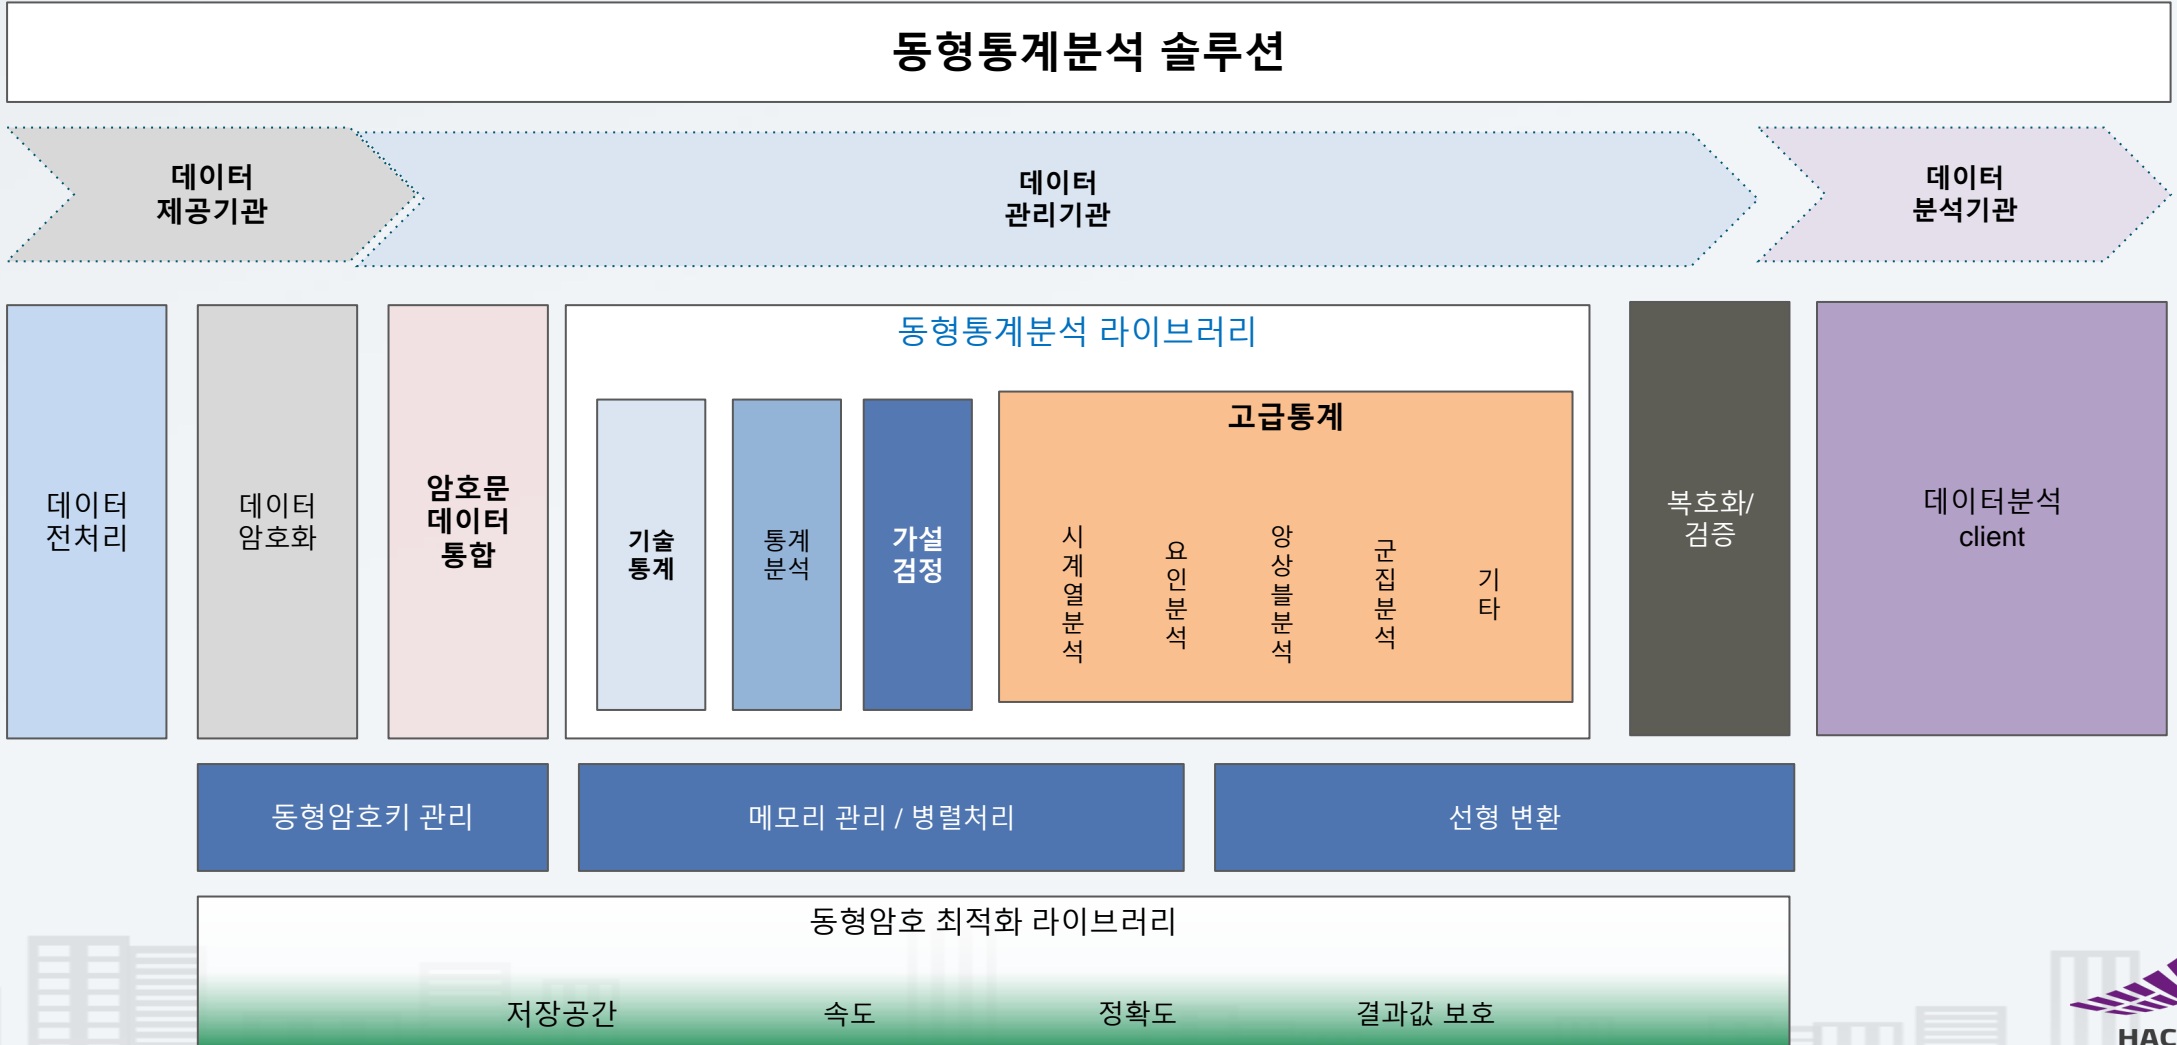 동형통계분석 솔루션
데이터
제공기관
데이터
관리기관
데이터
분석기관
데이터
전처리
데이터
암호화
암호문
데이터
통합
동형통계분석 라이브러리
기술
통계
통계
분석
가설
검정
고급통계
시계열분석
요인분석
앙상블분석
군집분석
기타
복호화/
검증
데이터분석
client
동형암호키 관리
메모리 관리 / 병렬처리
선형 변환
동형암호 최적화 라이브러리
저장공간 속도 정확도 결과값 보호
HAC